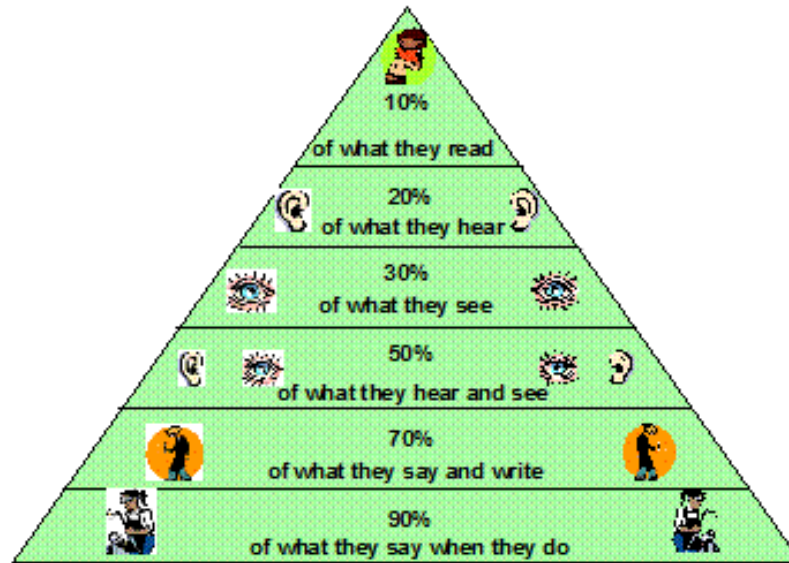 10%
of what they read
20%
of what they hear
30%
of what they see
50%
of what they hear and see
70%
of what they say and write
90%
of what they say when they do